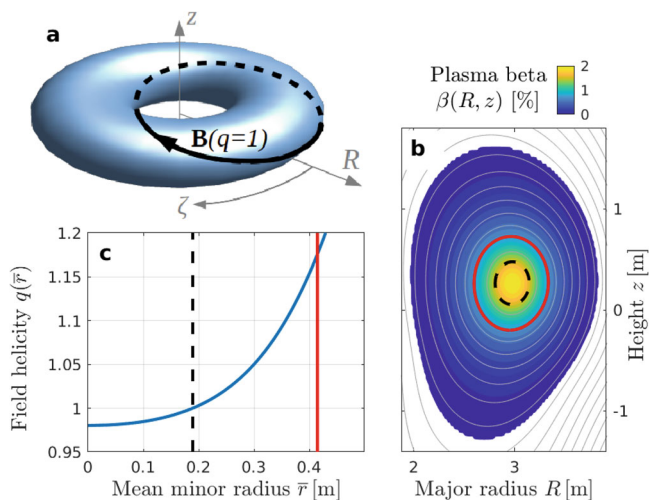 a
z
B(q=1)
R
ζ
Plasma beta
β(R, z) [%]
2
1
0
b
1
0
-1
Height z [m]
2
3
Major radius R [m]
c
1.2
1.15
1.1
1.05
1
0.95
Field helicity q(r̅)
0
0.1
0.2
0.3
0.4
Mean minor radius r̅ [m]